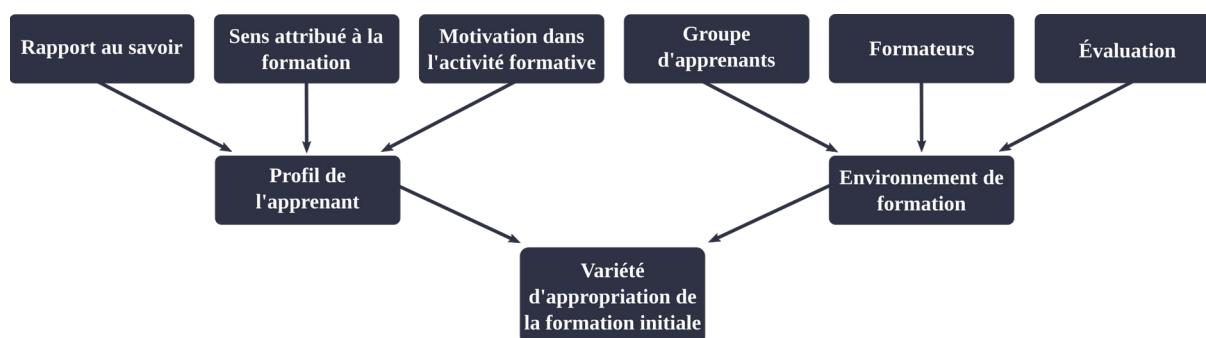 Rapport au savoir
Sens attribué à la
formation
Motivation dans
l'activité formative
Groupe
d'apprenants
Formateurs
Évaluation
Profil de
l'apprenant
Environnement de
formation
Variété
d'appropriation de
la formation initiale